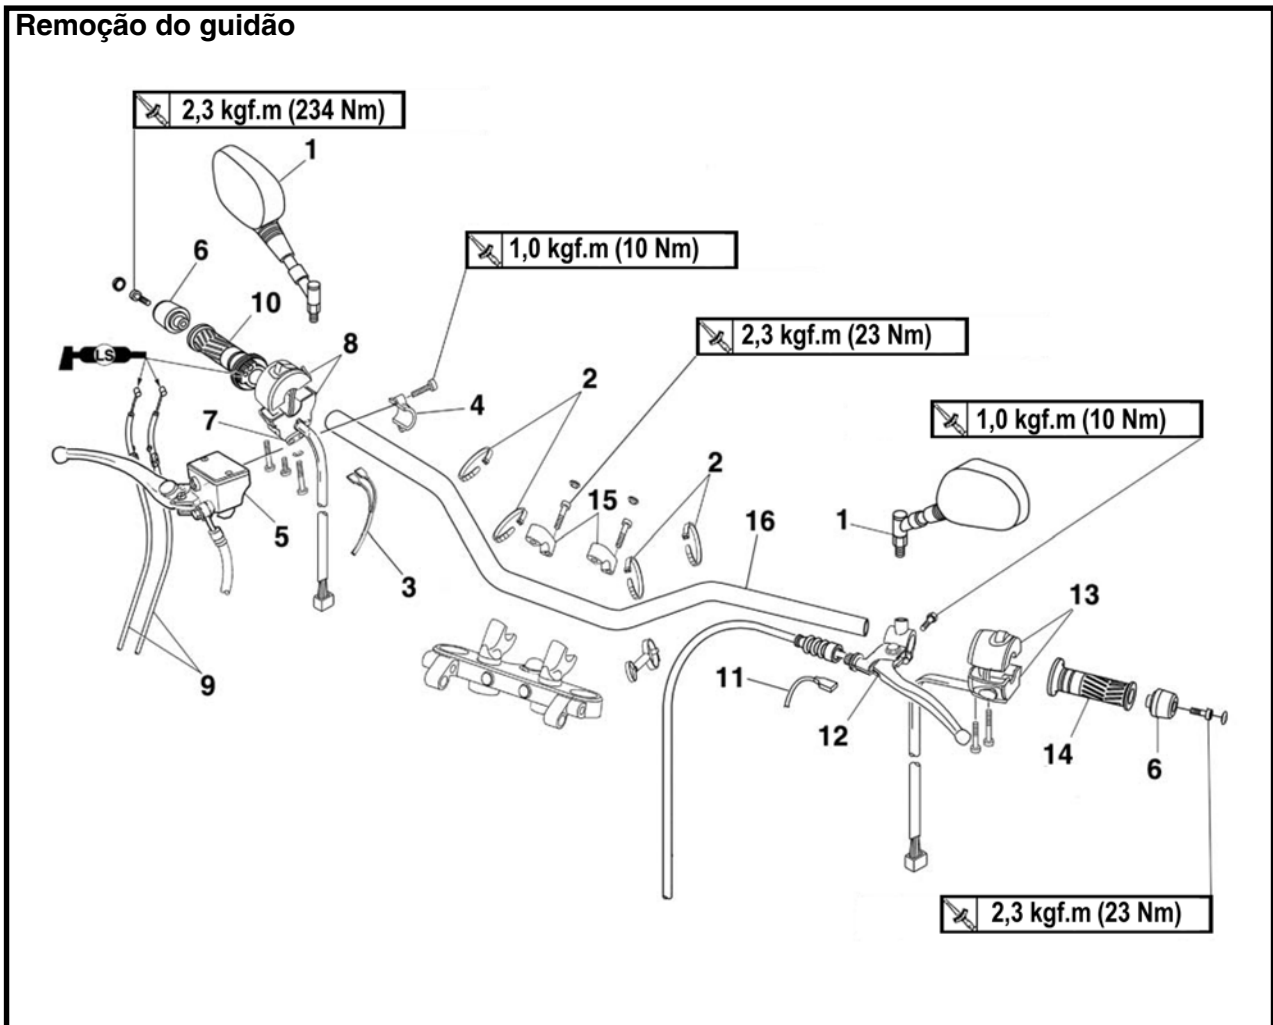 Remoção do guidão
2,3 kgf.m (234 Nm)
1
1,0 kgf.m (10 Nm)
6
10
2,3 kgf.m (23 Nm)
8
LS
2
4
1,0 kgf.m (10 Nm)
7
2
15
1
16
5
3
13
9
11
12
14
6
2,3 kgf.m (23 Nm)